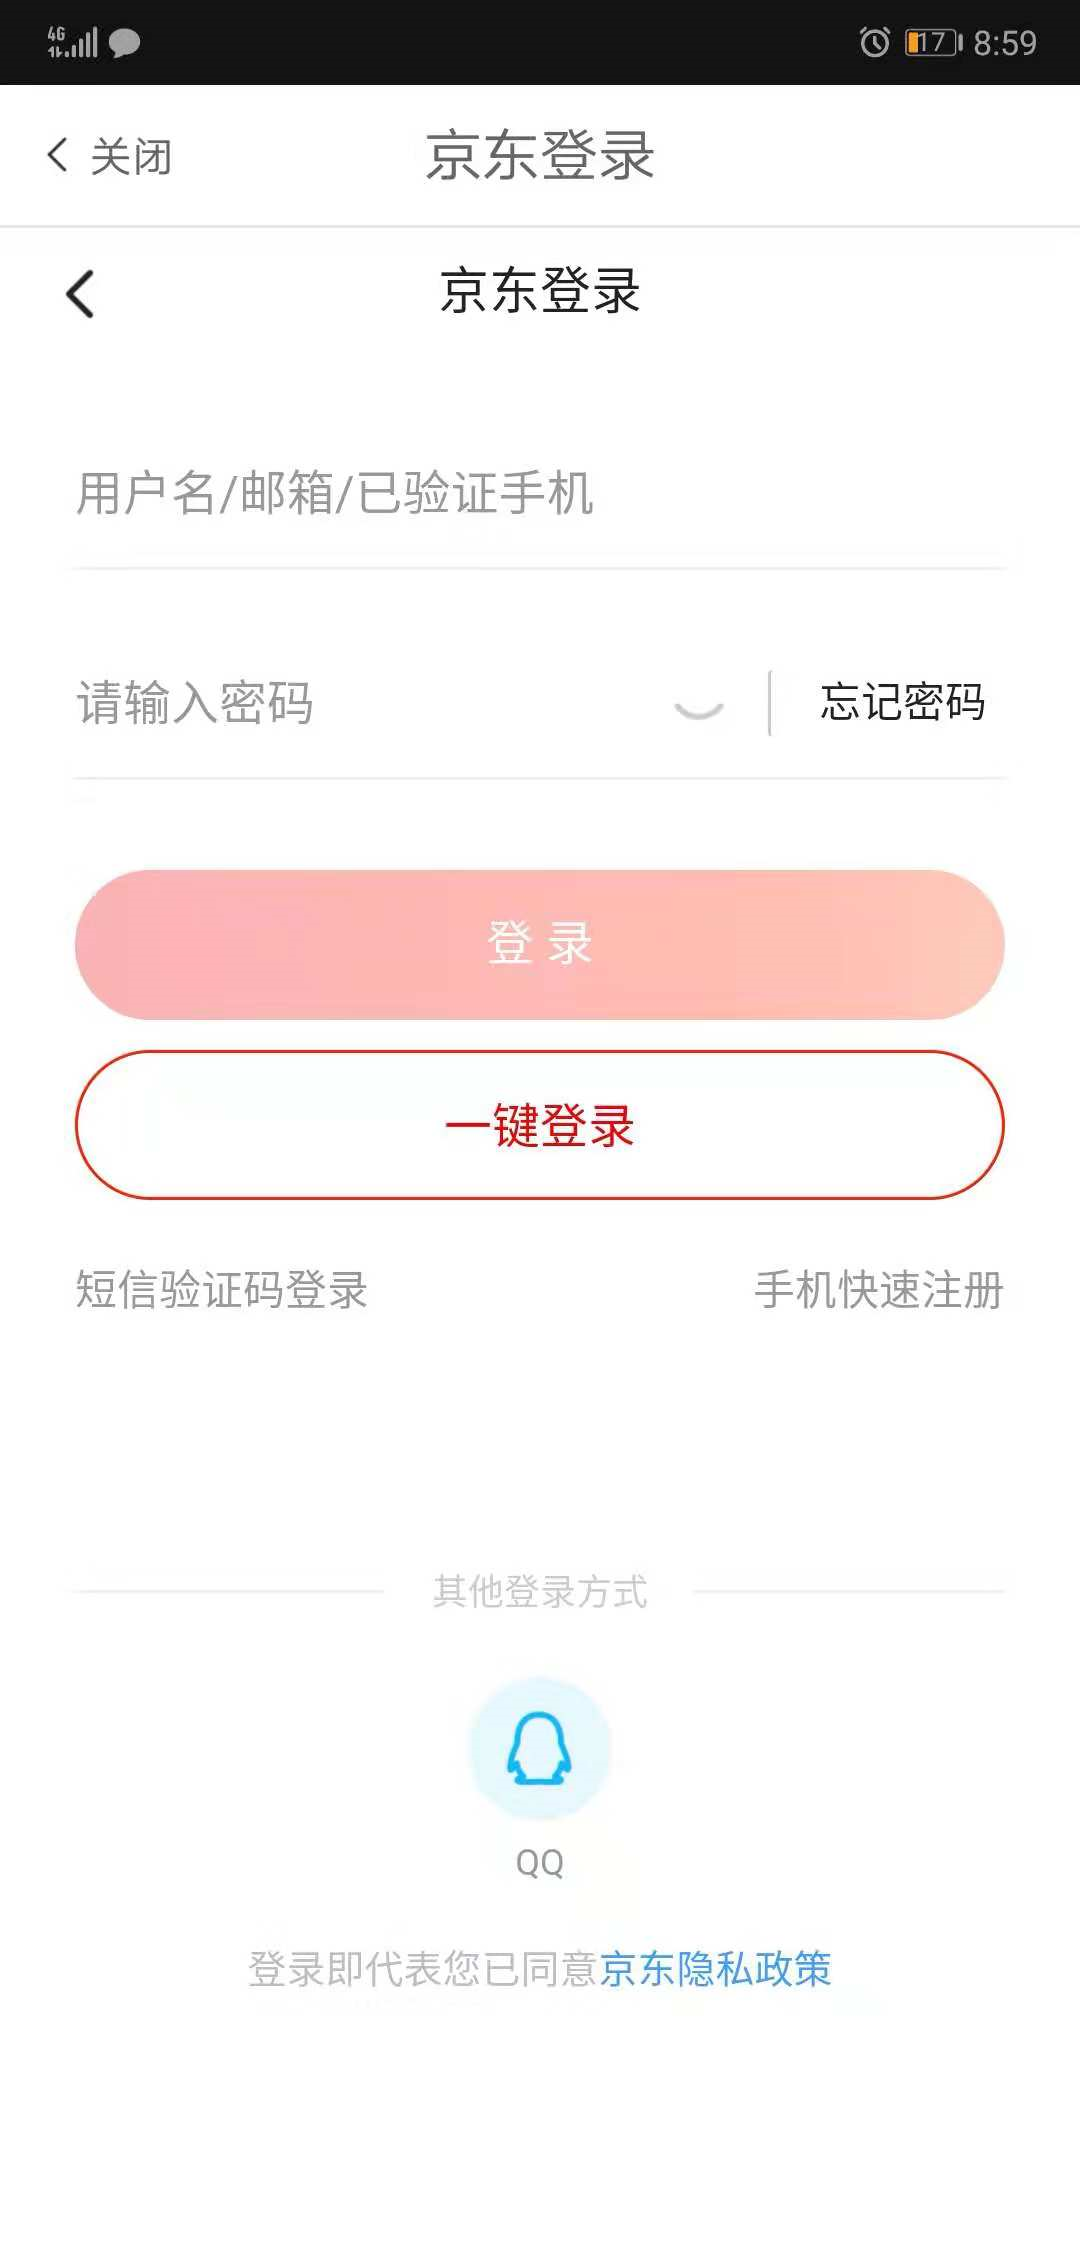 4G 17 8:59
关闭 京东登录
京东登录
用户名/邮箱/已验证手机
请输入密码 忘记密码
登 录
一键登录
短信验证码登录 手机快速注册
其他登录方式
QQ
登录即代表您已同意京东隐私政策